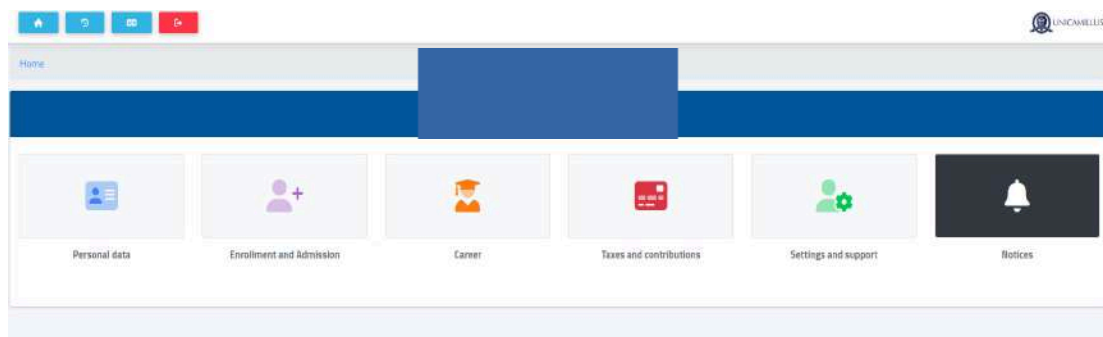 UNICAMILLUS
Home
Personal data
Enrollment and Admission
Career
Taxes and contributions
Settings and support
Notices